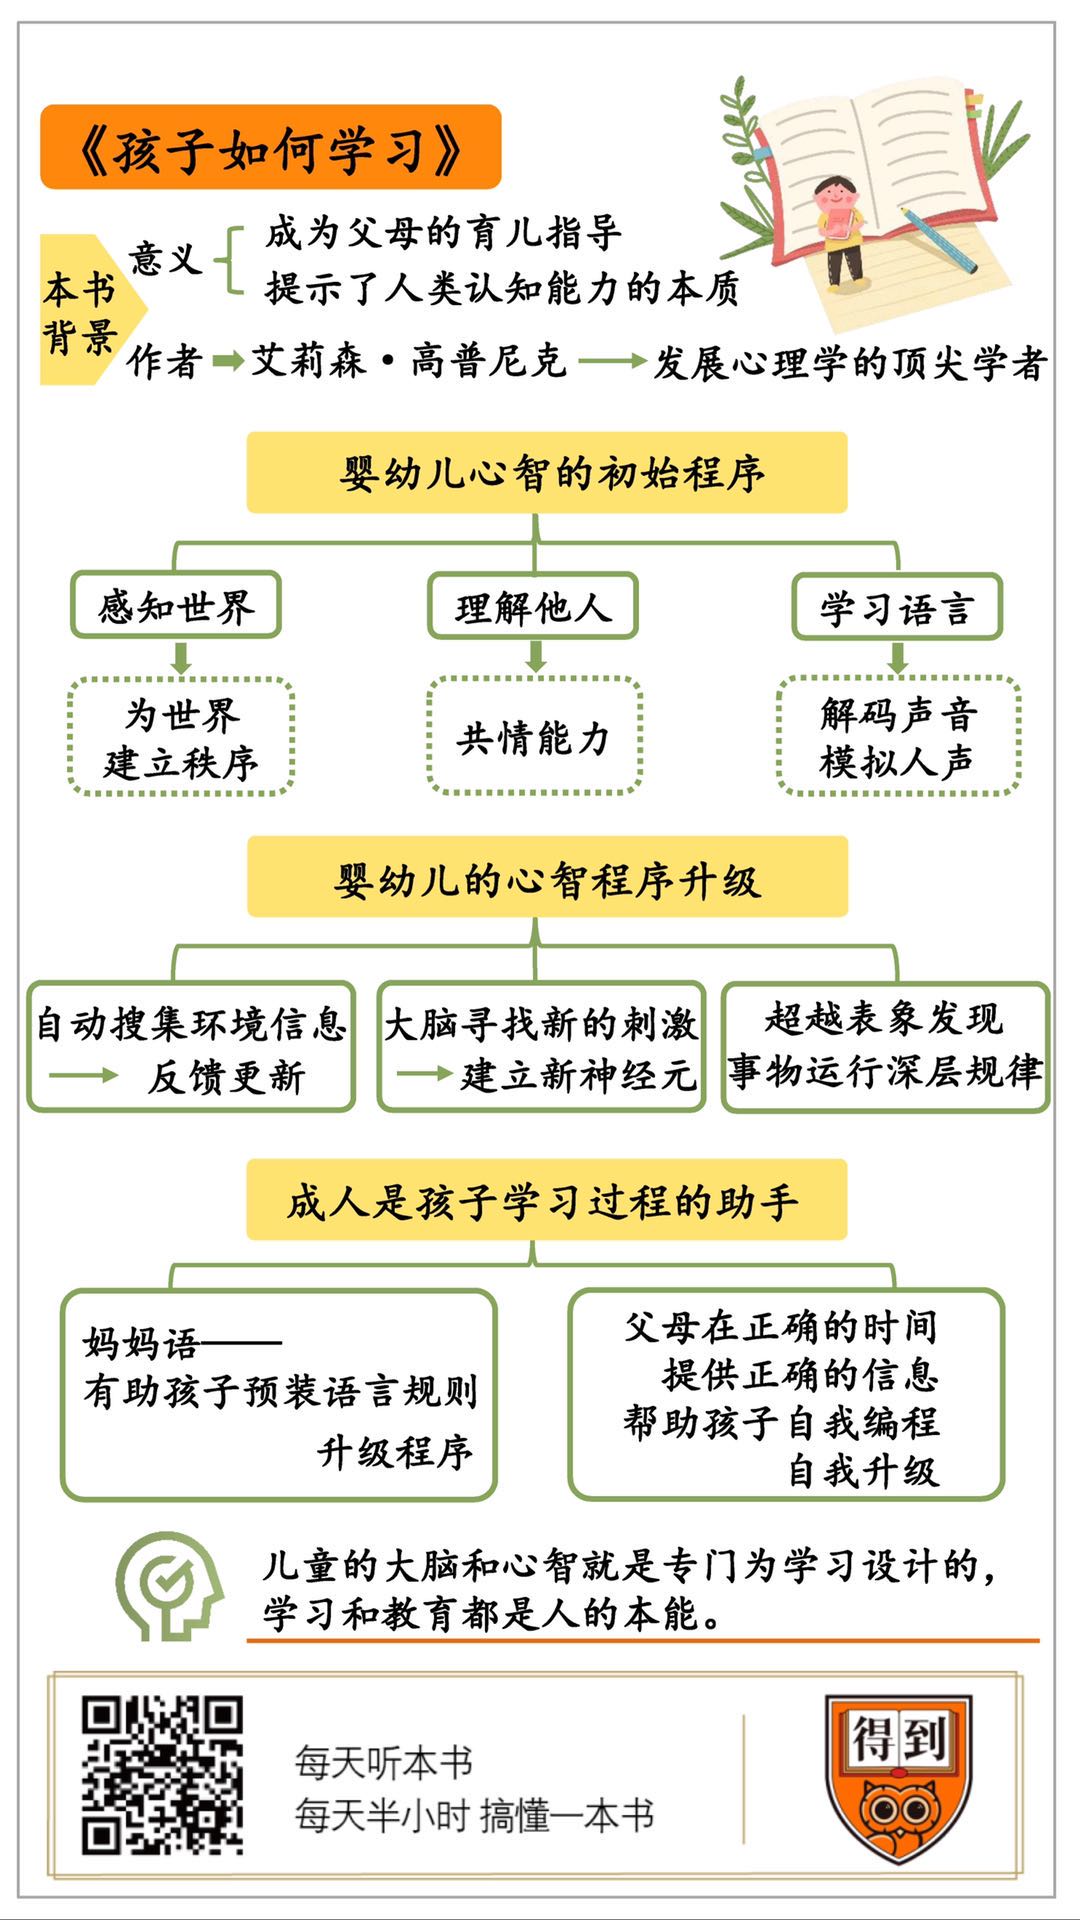 《孩子如何学习》
本书
背景
意义
成为父母的育儿指导
提示了人类认知能力的本质
作者
艾莉森·高普尼克
发展心理学的顶尖学者
婴幼儿心智的初始程序
感知世界
理解他人
学习语言
为世界
建立秩序
共情能力
解码声音
模拟人声
婴幼儿的心智程序升级
自动搜集环境信息
反馈更新
大脑寻找新的刺激
建立新神经元
超越表象发现
事物运行深层规律
成人是孩子学习过程的助手
妈妈语——
有助孩子预装语言规则
升级程序
父母在正确的时间
提供正确的信息
帮助孩子自我编程
自我升级
儿童的大脑和心智就是专门为学习设计的，
学习和教育都是人的本能。
每天听本书
每天半小时 搞懂一本书
得到